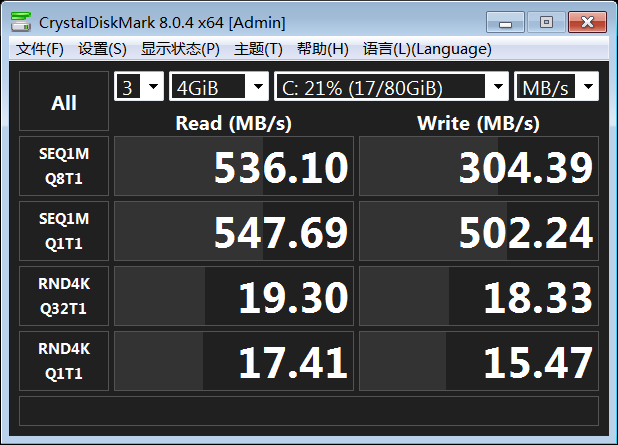 CrystalDiskMark 8.0.4 x64 [Admin]
文件(F) 设置(S) 显示状态(P) 主题(T) 帮助(H) 语言(L)(Language)
All 3 4GiB C: 21% (17/80GiB) MB/s
Read (MB/s) Write (MB/s)
SEQ1M
Q8T1
536.10 304.39
SEQ1M
Q1T1
547.69 502.24
RND4K
Q32T1
19.30 18.33
RND4K
Q1T1
17.41 15.47